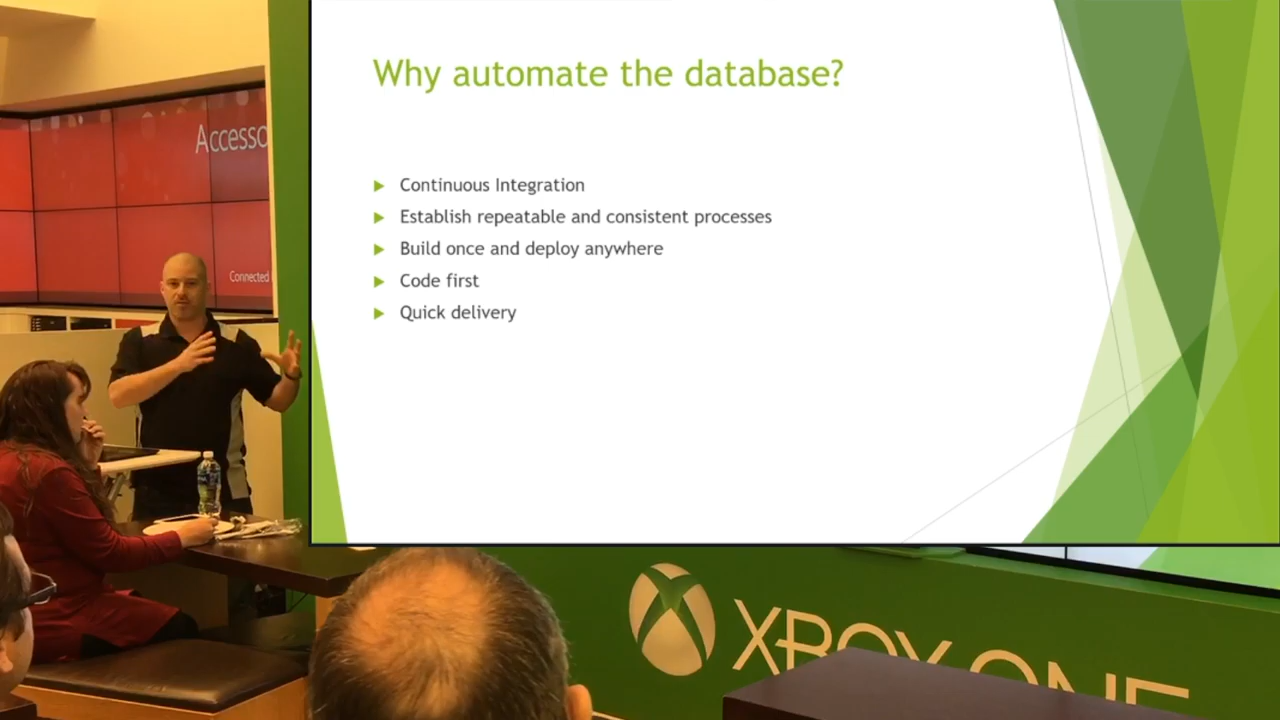 Why automate the database?
Continuous Integration
Establish repeatable and consistent processes
Build once and deploy anywhere
Code first
Quick delivery
Accesso
Connected
XBOX ONE